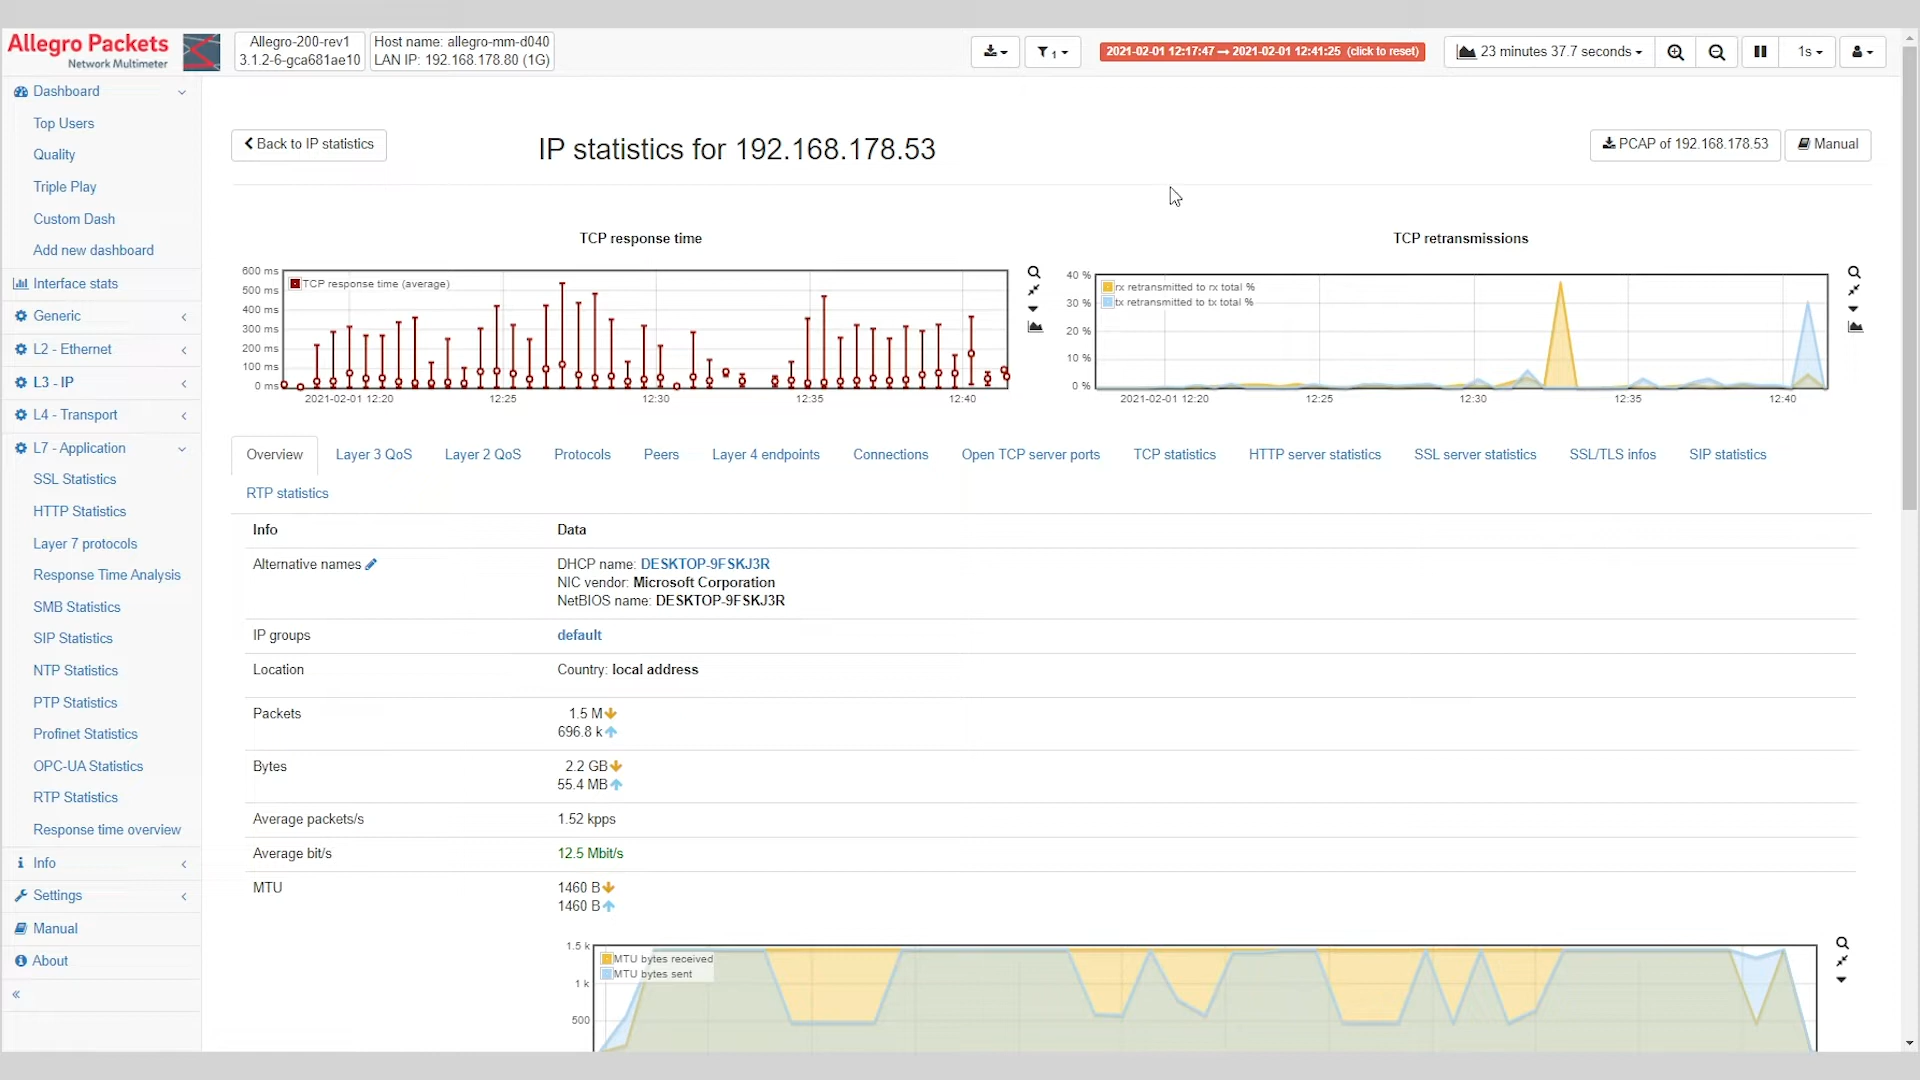 Allegro Packets
Network Multimeter
Allegro-200-rev1
3.1.2-6-gca681ae10
Host name: allegro-mm-d040
LAN IP: 192.168.178.80 (1G)
1
2021-02-01 12:17:47 → 2021-02-01 12:41:25 (click to reset)
23 minutes 37.7 seconds
1s
Dashboard
Top Users
Quality
Triple Play
Custom Dash
Add new dashboard
Interface stats
Generic
L2 - Ethernet
L3 - IP
L4 - Transport
L7 - Application
SSL Statistics
HTTP Statistics
Layer 7 protocols
Response Time Analysis
SMB Statistics
SIP Statistics
NTP Statistics
PTP Statistics
Profinet Statistics
OPC-UA Statistics
RTP Statistics
Response time overview
Info
Settings
Manual
About
«
Back to IP statistics
IP statistics for 192.168.178.53
PCAP of 192.168.178.53
Manual
TCP response time
600 ms
500 ms
400 ms
300 ms
200 ms
100 ms
0 ms
TCP response time (average)
2021-02-01 12:20
12:25
12:30
12:35
12:40
TCP retransmissions
40 %
30 %
20 %
10 %
0 %
rx retransmitted to rx total %
tx retransmitted to tx total %
2021-02-01 12:20
12:25
12:30
12:35
12:40
Overview
Layer 3 QoS
Layer 2 QoS
Protocols
Peers
Layer 4 endpoints
Connections
Open TCP server ports
TCP statistics
HTTP server statistics
SSL server statistics
SSL/TLS infos
SIP statistics
RTP statistics
Info
Data
Alternative names
DHCP name: DESKTOP-9FSKJ3R
NIC vendor: Microsoft Corporation
NetBIOS name: DESKTOP-9FSKJ3R
IP groups
default
Location
Country: local address
Packets
1.5 M
696.8 k
Bytes
2.2 GB
55.4 MB
Average packets/s
1.52 kpps
Average bit/s
12.5 Mbit/s
MTU
1460 B
1460 B
1.5 k
1 k
500
MTU bytes received
MTU bytes sent